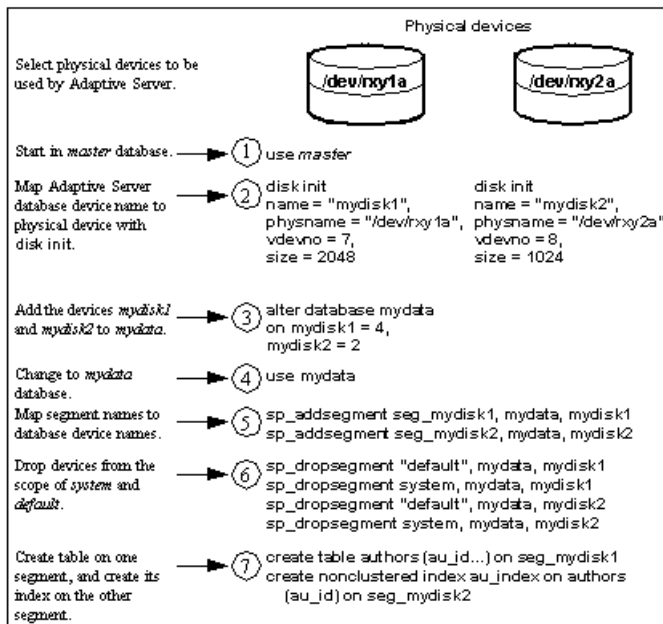 Physical devices
Select physical devices to be
used by Adaptive Server.
/dev/rxy1a
/dev/rxy2a
Start in master database.
1
use master
Map Adaptive Server
database device name to
physical device with
disk init.
2
disk init
name = "mydisk1",
physname = "/dev/rxy1a",
vdevno = 7,
size = 2048
disk init
name = "mydisk2",
physname = "/dev/rxy2a"
vdevno = 8,
size = 1024
Add the devices mydisk1
and mydisk2 to mydata.
3
alter database mydata
on mydisk1 = 4,
mydisk2 = 2
Change to mydata
database.
4
use mydata
Map segment names to
database device names.
5
sp_addsegment seg_mydisk1, mydata, mydisk1
sp_addsegment seg_mydisk2, mydata, mydisk2
Drop devices from the
scope of system and
default.
6
sp_dropsegment "default", mydata, mydisk1
sp_dropsegment system, mydata, mydisk1
sp_dropsegment "default", mydata, mydisk2
sp_dropsegment system, mydata, mydisk2
Create table on one
segment, and create its
index on the other
segment.
7
create table authors (au_id...) on seg_mydisk1
create nonclustered index au_index on authors
(au_id) on seg_mydisk2